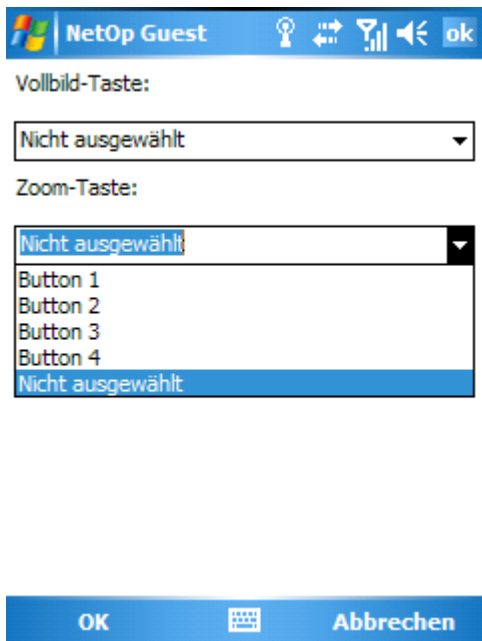 NetOp Guest ok
Vollbild-Taste:
Nicht ausgewählt
Zoom-Taste:
Nicht ausgewählt
Button 1
Button 2
Button 3
Button 4
Nicht ausgewählt
OK Abbrechen